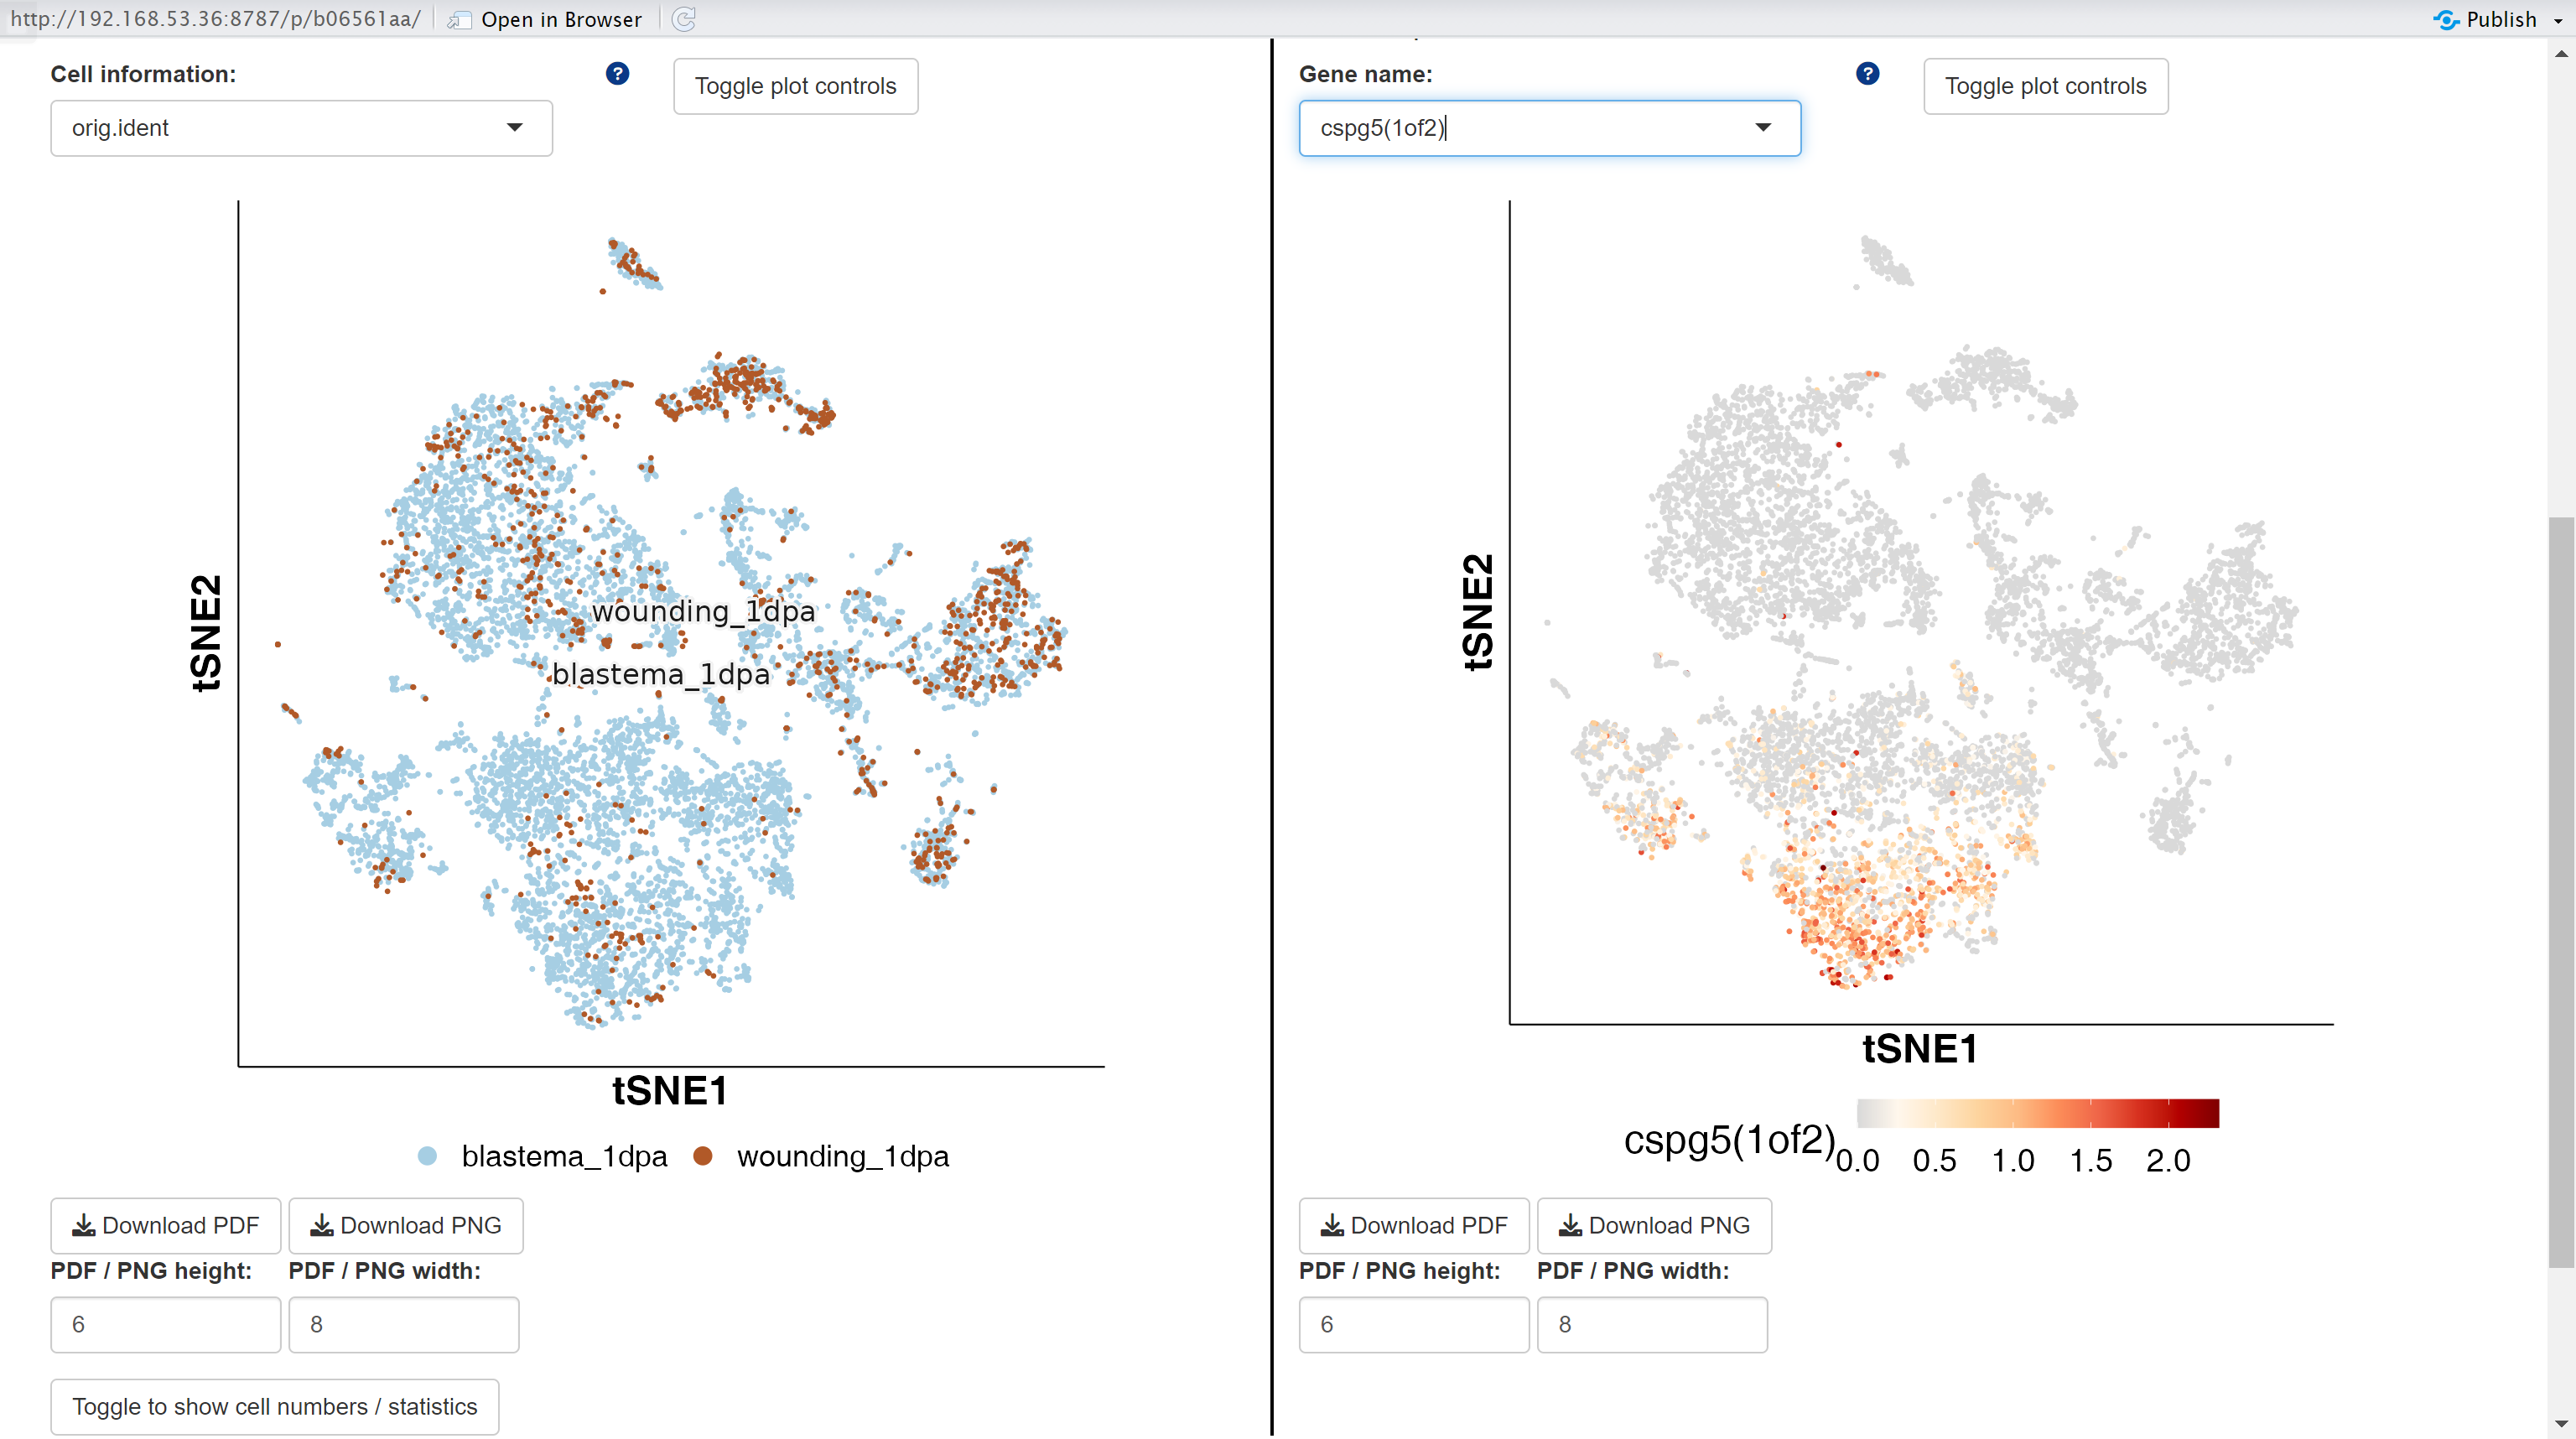 http://192.168.53.36:8787/p/b06561aa/ Open in Browser Publish
Cell information: ? Toggle plot controls
orig.ident
tSNE2
wounding_1dpa
blastema_1dpa
tSNE1
blastema_1dpa wounding_1dpa
Download PDF Download PNG
PDF / PNG height: PDF / PNG width:
6 8
Toggle to show cell numbers / statistics
Gene name: ? Toggle plot controls
cspg5(1of2)
tSNE2
tSNE1
cspg5(1of2)
0.0 0.5 1.0 1.5 2.0
Download PDF Download PNG
PDF / PNG height: PDF / PNG width:
6 8